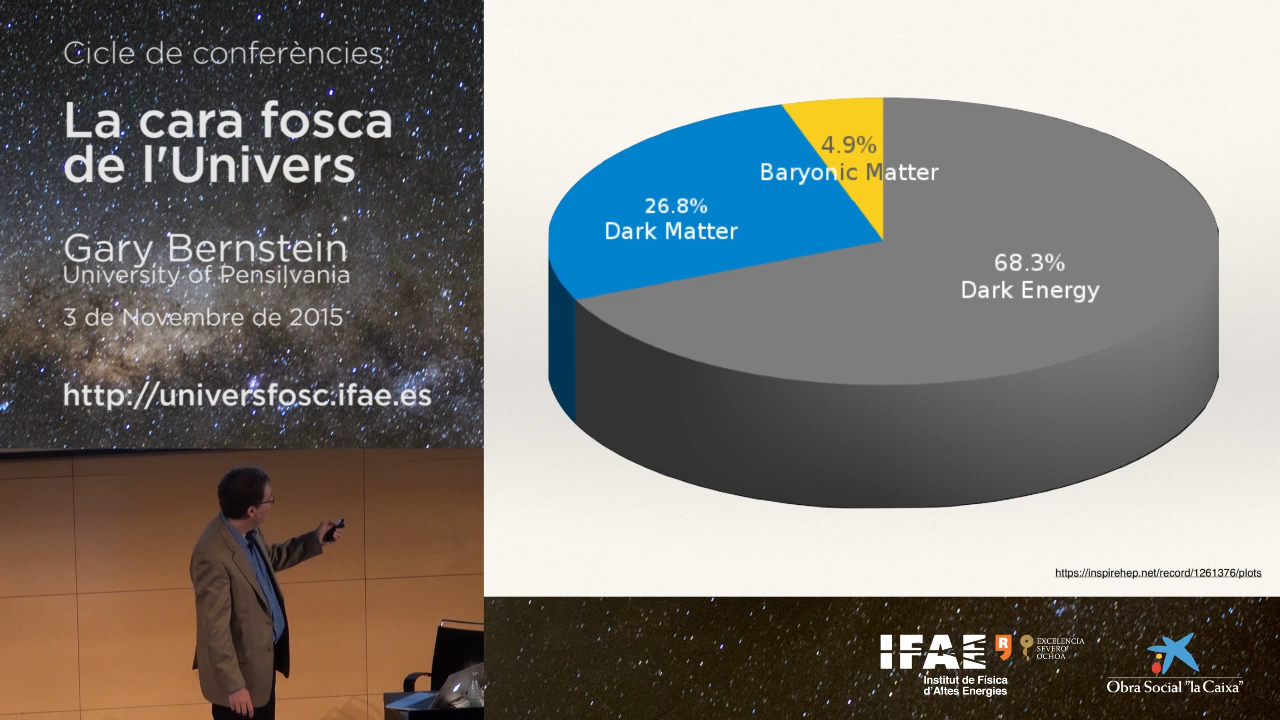 Cicle de conferències:
La cara fosca
de l'Univers
Gary Bernstein
University of Pensilvania
3 de Novembre de 2015
http://universfosc.ifae.es
4.9%
Baryonic Matter
26.8%
Dark Matter
68.3%
Dark Energy
https://inspirehep.net/record/1261376/plots
IFAE
Institut de Física
d'Altes Energies
R
EXCELENCIA
SEVERO
OCHOA
Obra Social "la Caixa"